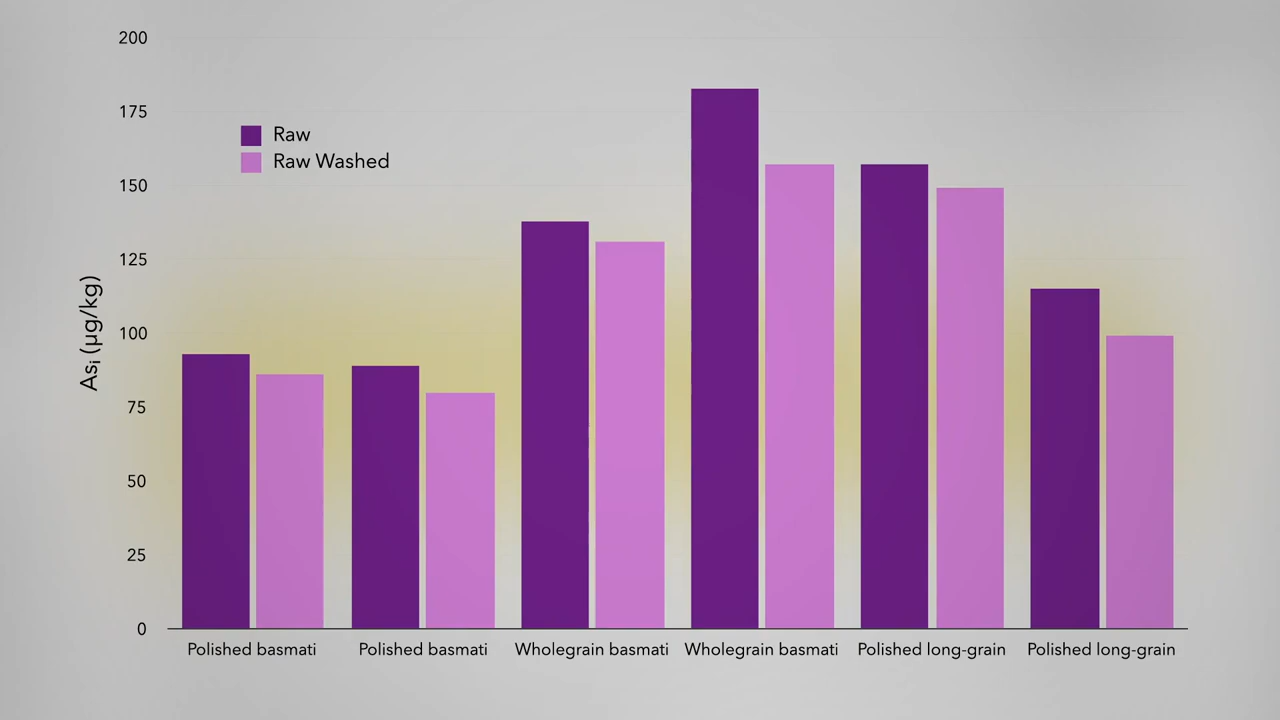 200
175
150
125
100
75
50
25
0
Asi (µg/kg)
Raw
Raw Washed
Polished basmati
Polished basmati
Wholegrain basmati
Wholegrain basmati
Polished long-grain
Polished long-grain